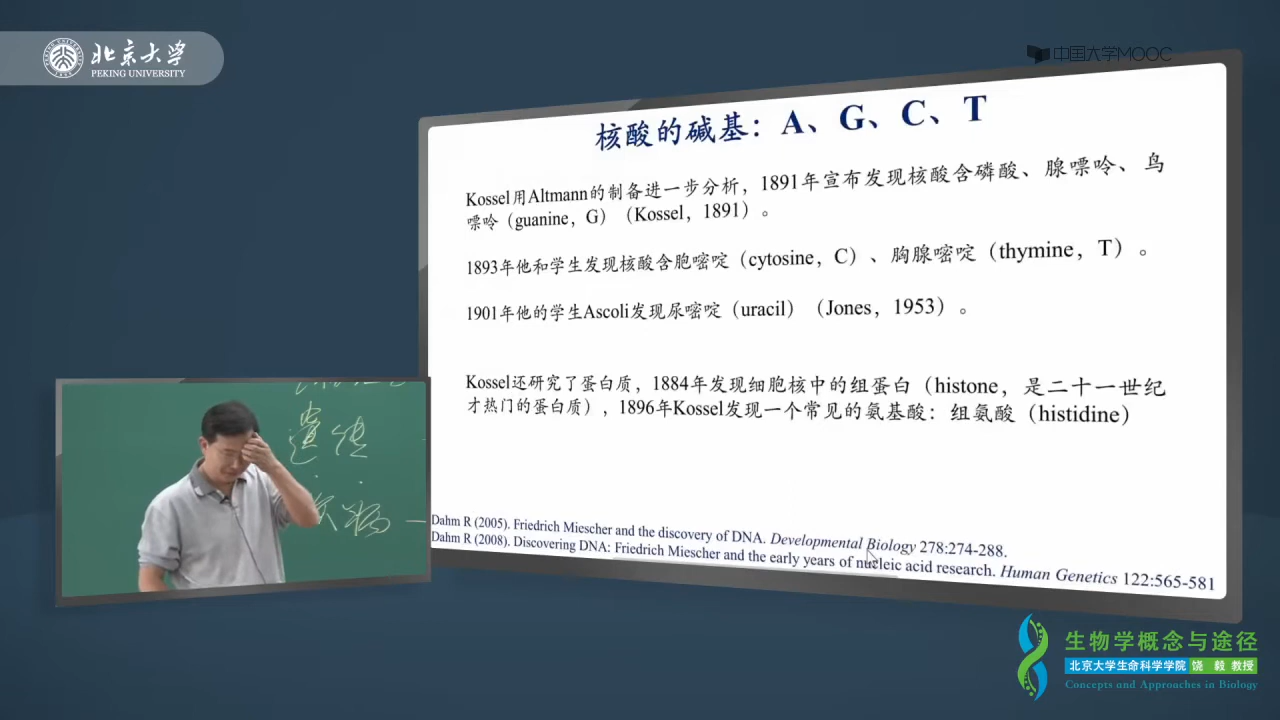 北京大学
PEKING UNIVERSITY
中国大学MOOC
核酸的碱基：A、G、C、T
Kossel用Altmann的制备进一步分析，1891年宣布发现核酸含磷酸、腺嘌呤、鸟
嘌呤（guanine，G）（Kossel，1891）。
1893年他和学生发现核酸含胞嘧啶（cytosine，C）、胸腺嘧啶（thymine，T）。
1901年他的学生Ascoli发现尿嘧啶（uracil）（Jones，1953）。
Kossel还研究了蛋白质，1884年发现细胞核中的组蛋白（histone，是二十一世纪
才热门的蛋白质），1896年Kossel发现一个常见的氨基酸：组氨酸（histidine）
Dahm R (2005). Friedrich Miescher and the discovery of DNA. Developmental Biology 278:274-288.
Dahm R (2008). Discovering DNA: Friedrich Miescher and the early years of nucleic acid research. Human Genetics 122:565-581
遗传
疾病
生物学概念与途径
北京大学生命科学学院 饶 毅 教授
Concepts and Approaches in Biology